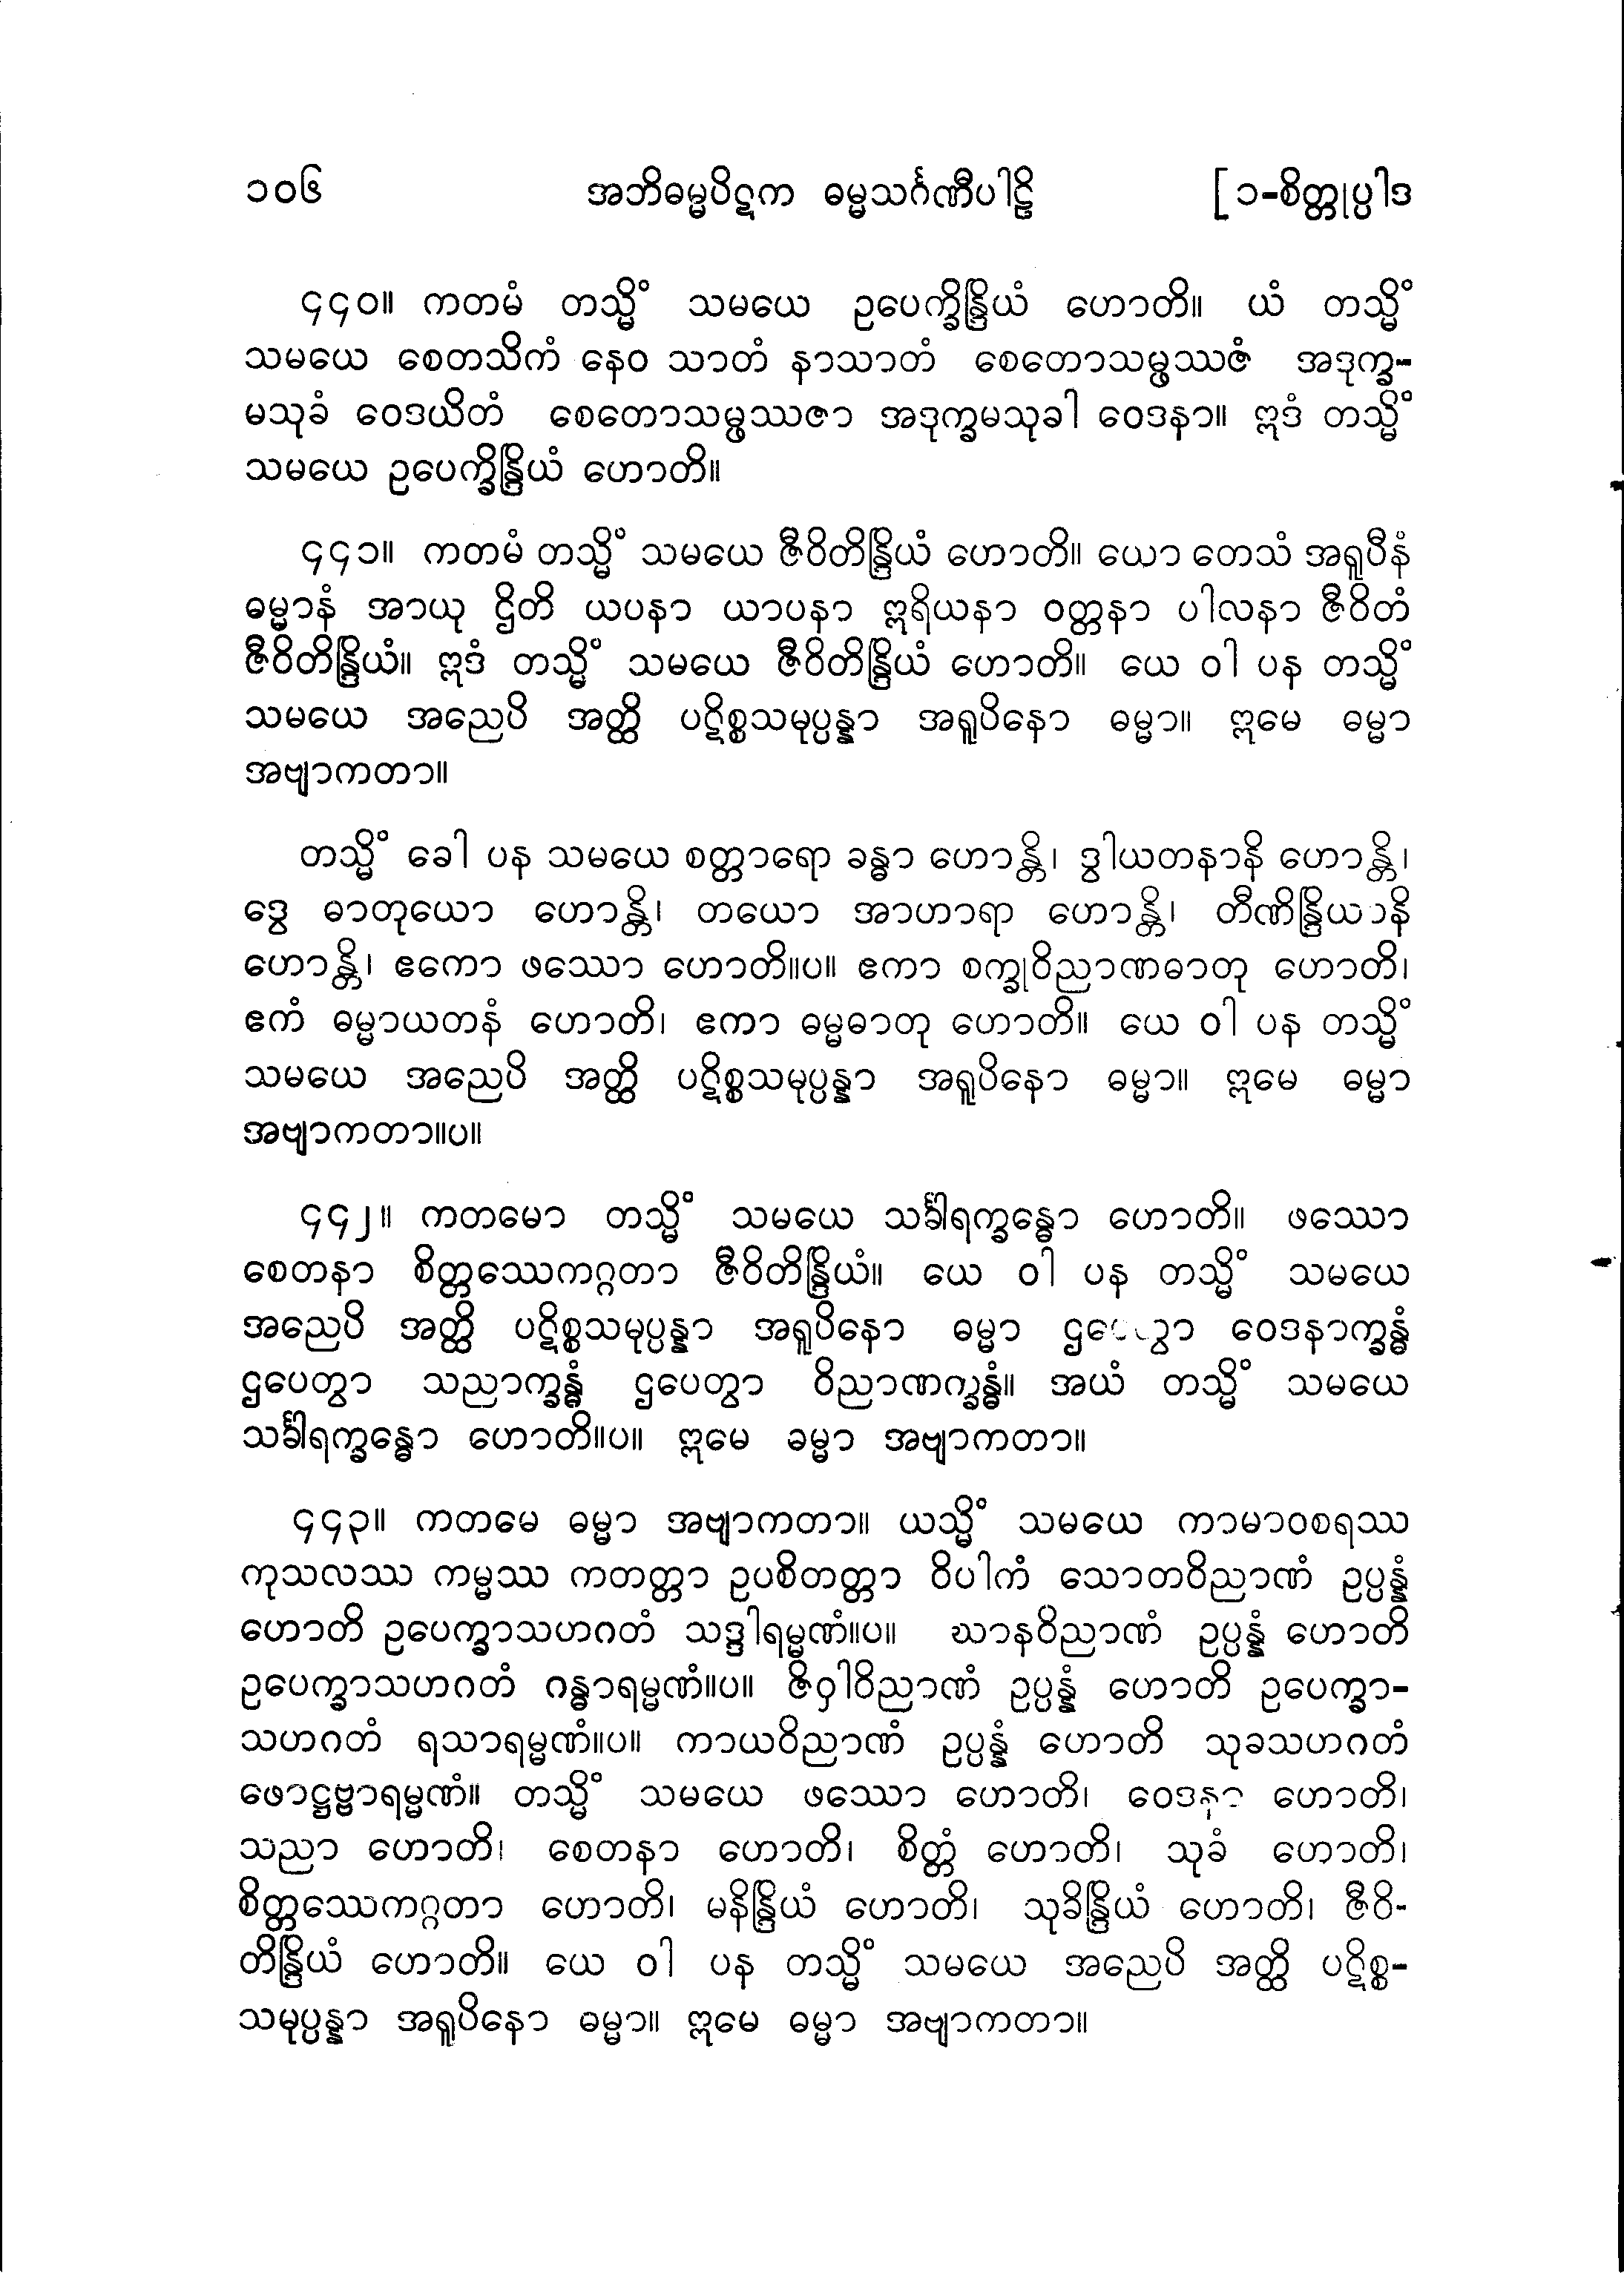 ၁၀၆ အဘိဓမ္မပိဋက ဓမ္မသင်္ဂဏီပါဠိ [၁-စိတ္တုပ္ပါဒ
၄၄၀။ ကတမံ တသ္မိံ သမယေ ဥပေက္ခိန္ဒြိယံ ဟောတိ။ ယံ တသ္မိံ
သမယေ စေတသိကံ နေဝ သာတံ နာသာတံ စေတောသမ္ဖဿဇံ အဒုက္ခ-
မသုခံ ဝေဒယိတံ စေတောသမ္ဖဿဇာ အဒုက္ခမသုခါ ဝေဒနာ။ ဣဒံ တသ္မိံ
သမယေ ဥပေက္ခိန္ဒြိယံ ဟောတိ။
၄၄၁။ ကတမံ တသ္မိံ သမယေ ဇီဝိတိန္ဒြိယံ ဟောတိ။ ယော တေသံ အရူပီနံ
ဓမ္မာနံ အာယု ဌိတိ ယပနာ ယာပနာ ဣရိယနာ ဝတ္တနာ ပါလနာ ဇီဝိတံ
ဇီဝိတိန္ဒြိယံ။ ဣဒံ တသ္မိံ သမယေ ဇီဝိတိန္ဒြိယံ ဟောတိ။ ယေ ဝါ ပန တသ္မိံ
သမယေ အညေပိ အတ္ထိ ပဋိစ္စသမုပ္ပန္နာ အရူပိနော ဓမ္မာ။ ဣမေ ဓမ္မာ
အဗျာကတာ။
တသ္မိံ ခေါ ပန သမယေ စတ္တာရော ခန္ဓာ ဟောန္တိ၊ ဒွါယတနာနိ ဟောန္တိ၊
ဒွေ ဓာတုယော ဟောန္တိ၊ တယော အာဟာရာ ဟောန္တိ၊ တီဏိန္ဒြိယာနိ
ဟောန္တိ၊ ဧကော ဖဿော ဟောတိ။ပ။ ဧကာ စက္ခုဝိညာဏဓာတု ဟောတိ၊
ဧကံ ဓမ္မာယတနံ ဟောတိ၊ ဧကာ ဓမ္မဓာတု ဟောတိ။ ယေ ဝါ ပန တသ္မိံ
သမယေ အညေပိ အတ္ထိ ပဋိစ္စသမုပ္ပန္နာ အရူပိနော ဓမ္မာ။ ဣမေ ဓမ္မာ
အဗျာကတာ။ပ။
၄၄၂။ ကတမော တသ္မိံ သမယေ သင်္ခါရက္ခန္ဓော ဟောတိ။ ဖဿော
စေတနာ စိတ္တဿေကဂ္ဂတာ ဇီဝိတိန္ဒြိယံ။ ယေ ဝါ ပန တသ္မိံ သမယေ
အညေပိ အတ္ထိ ပဋိစ္စသမုပ္ပန္နာ အရူပိနော ဓမ္မာ ဌပေတွာ ဝေဒနာက္ခန္ဓံ
ဌပေတွာ သညာက္ခန္ဓံ ဌပေတွာ ဝိညာဏက္ခန္ဓံ။ အယံ တသ္မိံ သမယေ
သင်္ခါရက္ခန္ဓော ဟောတိ။ပ။ ဣမေ ဓမ္မာ အဗျာကတာ။
၄၄၃။ ကတမေ ဓမ္မာ အဗျာကတာ။ ယသ္မိံ သမယေ ကာမာဝစရဿ
ကုသလဿ ကမ္မဿ ကတတ္တာ ဥပစိတတ္တာ ဝိပါကံ သောတဝိညာဏံ ဥပ္ပန္နံ
ဟောတိ ဥပေက္ခာသဟဂတံ သဒ္ဒါရမ္မဏံ။ပ။ ဃာနဝိညာဏံ ဥပ္ပန္နံ ဟောတိ
ဥပေက္ခာသဟဂတံ ဂန္ဓာရမ္မဏံ။ပ။ ဇိဝှါဝိညာဏံ ဥပ္ပန္နံ ဟောတိ ဥပေက္ခာ-
သဟဂတံ ရသာရမ္မဏံ။ပ။ ကာယဝိညာဏံ ဥပ္ပန္နံ ဟောတိ သုခသဟဂတံ
ဖောဋ္ဌဗ္ဗာရမ္မဏံ။ တသ္မိံ သမယေ ဖဿော ဟောတိ၊ ဝေဒနာ ဟောတိ၊
သညာ ဟောတိ၊ စေတနာ ဟောတိ၊ စိတ္တံ ဟောတိ၊ သုခံ ဟောတိ၊
စိတ္တဿေကဂ္ဂတာ ဟောတိ၊ မနိန္ဒြိယံ ဟောတိ၊ သုခိန္ဒြိယံ ဟောတိ၊ ဇီဝိ-
တိန္ဒြိယံ ဟောတိ။ ယေ ဝါ ပန တသ္မိံ သမယေ အညေပိ အတ္ထိ ပဋိစ္စ-
သမုပ္ပန္နာ အရူပိနော ဓမ္မာ။ ဣမေ ဓမ္မာ အဗျာကတာ။